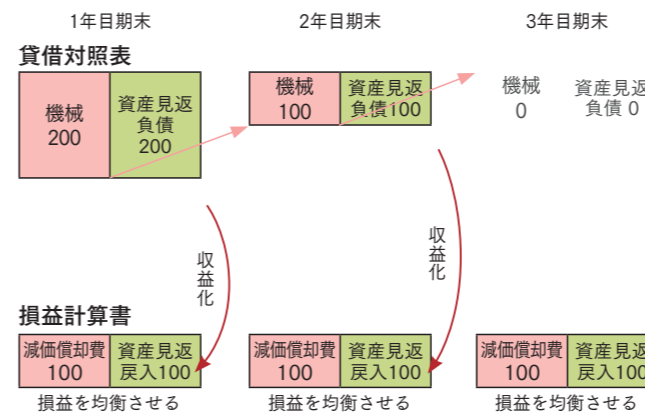 1年目期末
2年目期末
3年目期末
貸借対照表
機械
200
資産見返
負債
200
機械
100
資産見返
負債100
機械
0
資産見返
負債 0
収益化
収益化
損益計算書
減価償却費
100
資産見返
戻入100
減価償却費
100
資産見返
戻入100
減価償却費
100
資産見返
戻入100
損益を均衡させる
損益を均衡させる
損益を均衡させる